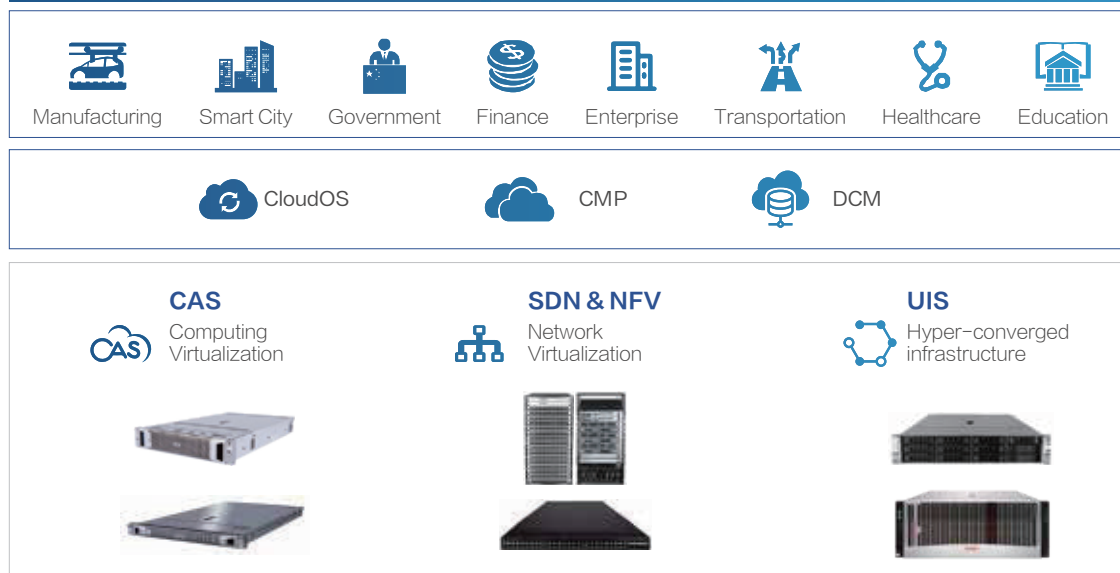 Manufacturing Smart City Government Finance Enterprise Transportation Healthcare Education
CloudOS CMP DCM
CAS SDN & NFV UIS
CAS Computing Network Hyper-converged
Virtualization Virtualization infrastructure